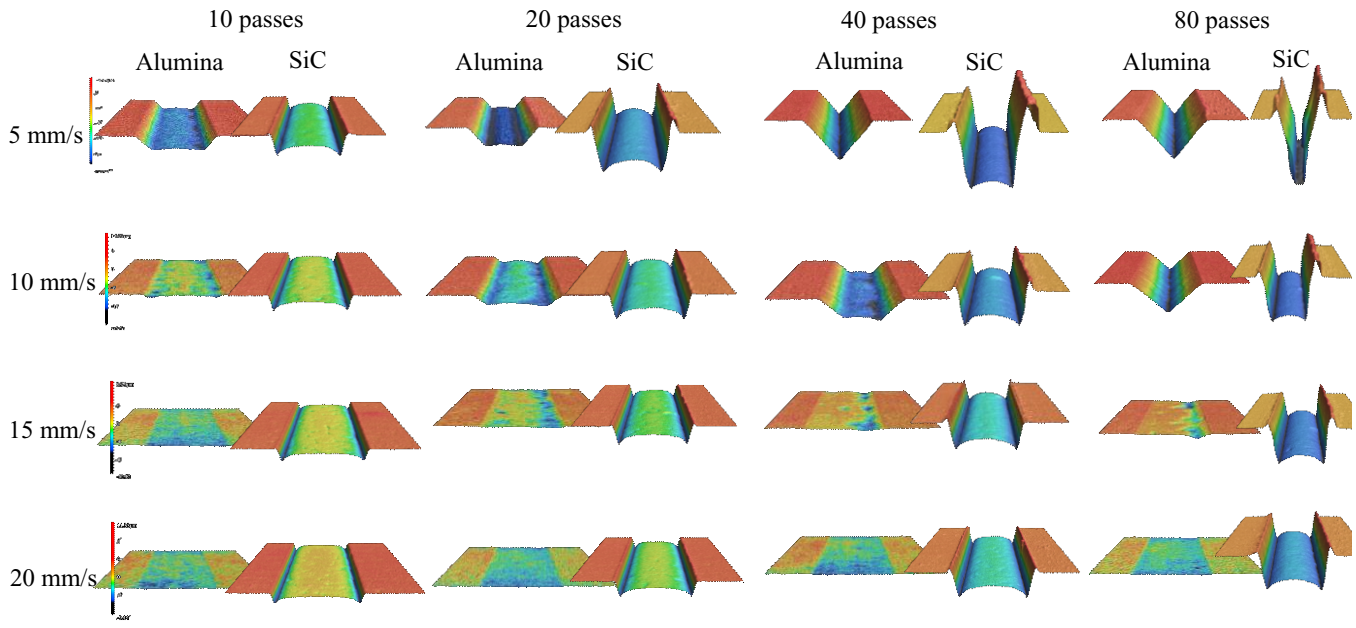 10 passes 20 passes 40 passes 80 passes
Alumina SiC Alumina SiC Alumina SiC Alumina SiC
5 mm/s
10 mm/s
15 mm/s
20 mm/s